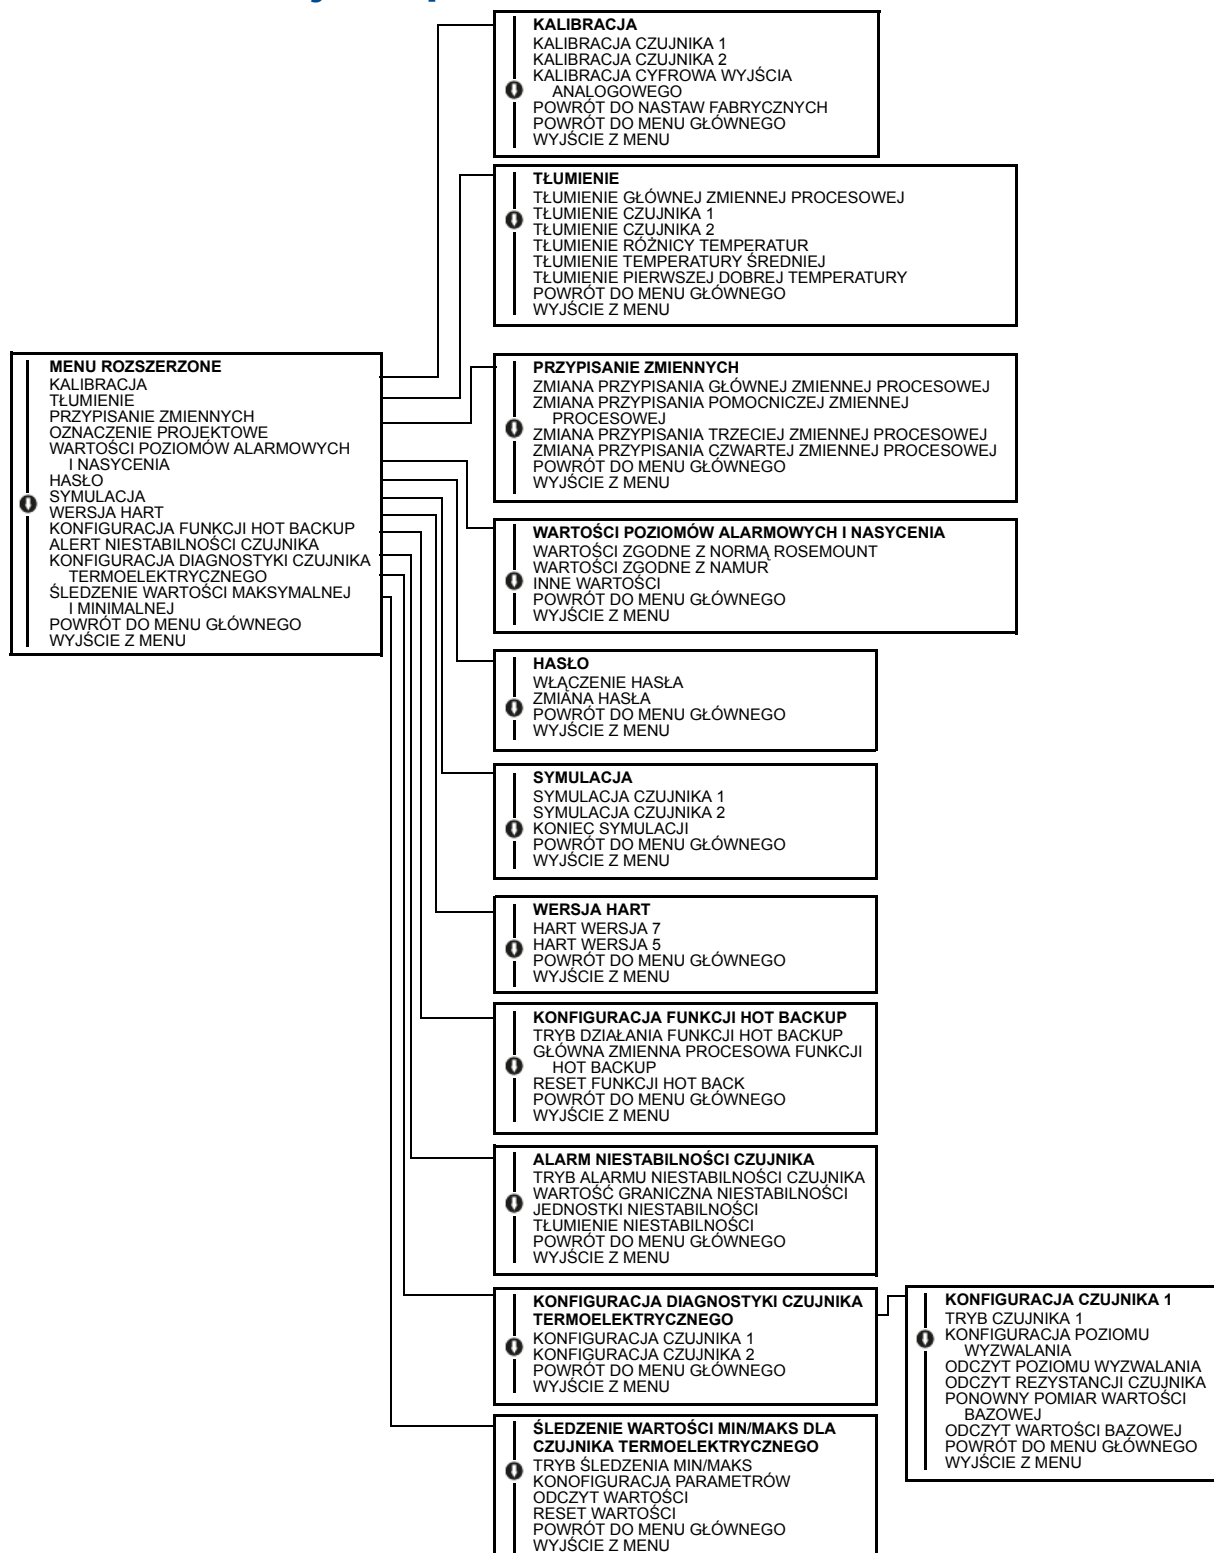 KALIBRACJA
KALIBRACJA CZUJNIKA 1
KALIBRACJA CZUJNIKA 2
KALIBRACJA CYFROWA WYJŚCIA
ANALOGOWEGO
POWRÓT DO NASTAW FABRYCZNYCH
POWRÓT DO MENU GŁÓWNEGO
WYJŚCIE Z MENU
TŁUMIENIE
TŁUMIENIE GŁÓWNEJ ZMIENNEJ PROCESOWEJ
TŁUMIENIE CZUJNIKA 1
TŁUMIENIE CZUJNIKA 2
TŁUMIENIE RÓŻNICY TEMPERATUR
TŁUMIENIE TEMPERATURY ŚREDNIEJ
TŁUMIENIE PIERWSZEJ DOBREJ TEMPERATURY
POWRÓT DO MENU GŁÓWNEGO
WYJŚCIE Z MENU
MENU ROZSZERZONE
KALIBRACJA
TŁUMIENIE
PRZYPISANIE ZMIENNYCH
OZNACZENIE PROJEKTOWE
WARTOŚCI POZIOMÓW ALARMOWYCH
I NASYCENIA
HASŁO
SYMULACJA
WERSJA HART
KONFIGURACJA FUNKCJI HOT BACKUP
ALERT NIESTABILNOŚCI CZUJNIKA
KONFIGURACJA DIAGNOSTYKI CZUJNIKA
TERMOELEKTRYCZNEGO
ŚLEDZENIE WARTOŚCI MAKSYMALNEJ
I MINIMALNEJ
POWRÓT DO MENU GŁÓWNEGO
WYJŚCIE Z MENU
PRZYPISANIE ZMIENNYCH
ZMIANA PRZYPISANIA GŁÓWNEJ ZMIENNEJ PROCESOWEJ
ZMIANA PRZYPISANIA POMOCNICZEJ ZMIENNEJ
PROCESOWEJ
ZMIANA PRZYPISANIA TRZECIEJ ZMIENNEJ PROCESOWEJ
ZMIANA PRZYPISANIA CZWARTEJ ZMIENNEJ PROCESOWEJ
POWRÓT DO MENU GŁÓWNEGO
WYJŚCIE Z MENU
WARTOŚCI POZIOMÓW ALARMOWYCH I NASYCENIA
WARTOŚCI ZGODNE Z NORMĄ ROSEMOUNT
WARTOŚCI ZGODNE Z NAMUR
INNE WARTOŚCI
POWRÓT DO MENU GŁÓWNEGO
WYJŚCIE Z MENU
HASŁO
WŁĄCZENIE HASŁA
ZMIANA HASŁA
POWRÓT DO MENU GŁÓWNEGO
WYJŚCIE Z MENU
SYMULACJA
SYMULACJA CZUJNIKA 1
SYMULACJA CZUJNIKA 2
KONIEC SYMULACJI
POWRÓT DO MENU GŁÓWNEGO
WYJŚCIE Z MENU
WERSJA HART
HART WERSJA 7
HART WERSJA 5
POWRÓT DO MENU GŁÓWNEGO
WYJŚCIE Z MENU
KONFIGURACJA FUNKCJI HOT BACKUP
TRYB DZIAŁANIA FUNKCJI HOT BACKUP
GŁÓWNA ZMIENNA PROCESOWA FUNKCJI
HOT BACKUP
RESET FUNKCJI HOT BACK
POWRÓT DO MENU GŁÓWNEGO
WYJŚCIE Z MENU
ALARM NIESTABILNOŚCI CZUJNIKA
TRYB ALARMU NIESTABILNOŚCI CZUJNIKA
WARTOŚĆ GRANICZNA NIESTABILNOŚCI
JEDNOSTKI NIESTABILNOŚCI
TŁUMIENIE NIESTABILNOŚCI
POWRÓT DO MENU GŁÓWNEGO
WYJŚCIE Z MENU
KONFIGURACJA DIAGNOSTYKI CZUJNIKA
TERMOELEKTRYCZNEGO
KONFIGURACJA CZUJNIKA 1
KONFIGURACJA CZUJNIKA 2
POWRÓT DO MENU GŁÓWNEGO
WYJŚCIE Z MENU
KONFIGURACJA CZUJNIKA 1
TRYB CZUJNIKA 1
KONFIGURACJA POZIOMU
WYZWALANIA
ODCZYT POZIOMU WYZWALANIA
ODCZYT REZYSTANCJI CZUJNIKA
PONOWNY POMIAR WARTOŚCI
BAZOWEJ
ODCZYT WARTOŚCI BAZOWEJ
POWRÓT DO MENU GŁÓWNEGO
WYJŚCIE Z MENU
ŚLEDZENIE WARTOŚCI MIN/MAKS DLA
CZUJNIKA TERMOELEKTRYCZNEGO
TRYB ŚLEDZENIA MIN/MAKS
KONOFIGURACJA PARAMETRÓW
ODCZYT WARTOŚCI
RESET WARTOŚCI
POWRÓT DO MENU GŁÓWNEGO
WYJŚCIE Z MENU